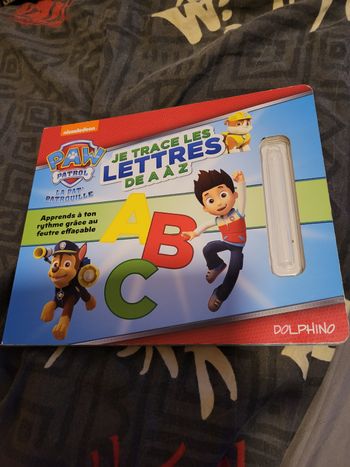 nickelodeon
PAW
PATROL
LA PAT'
PATROUILLE
JE TRACE LES
LETTRES
DE A À Z
Apprends à ton
rythme grâce au
feutre effaçable
A
B
C
DOLPHINO